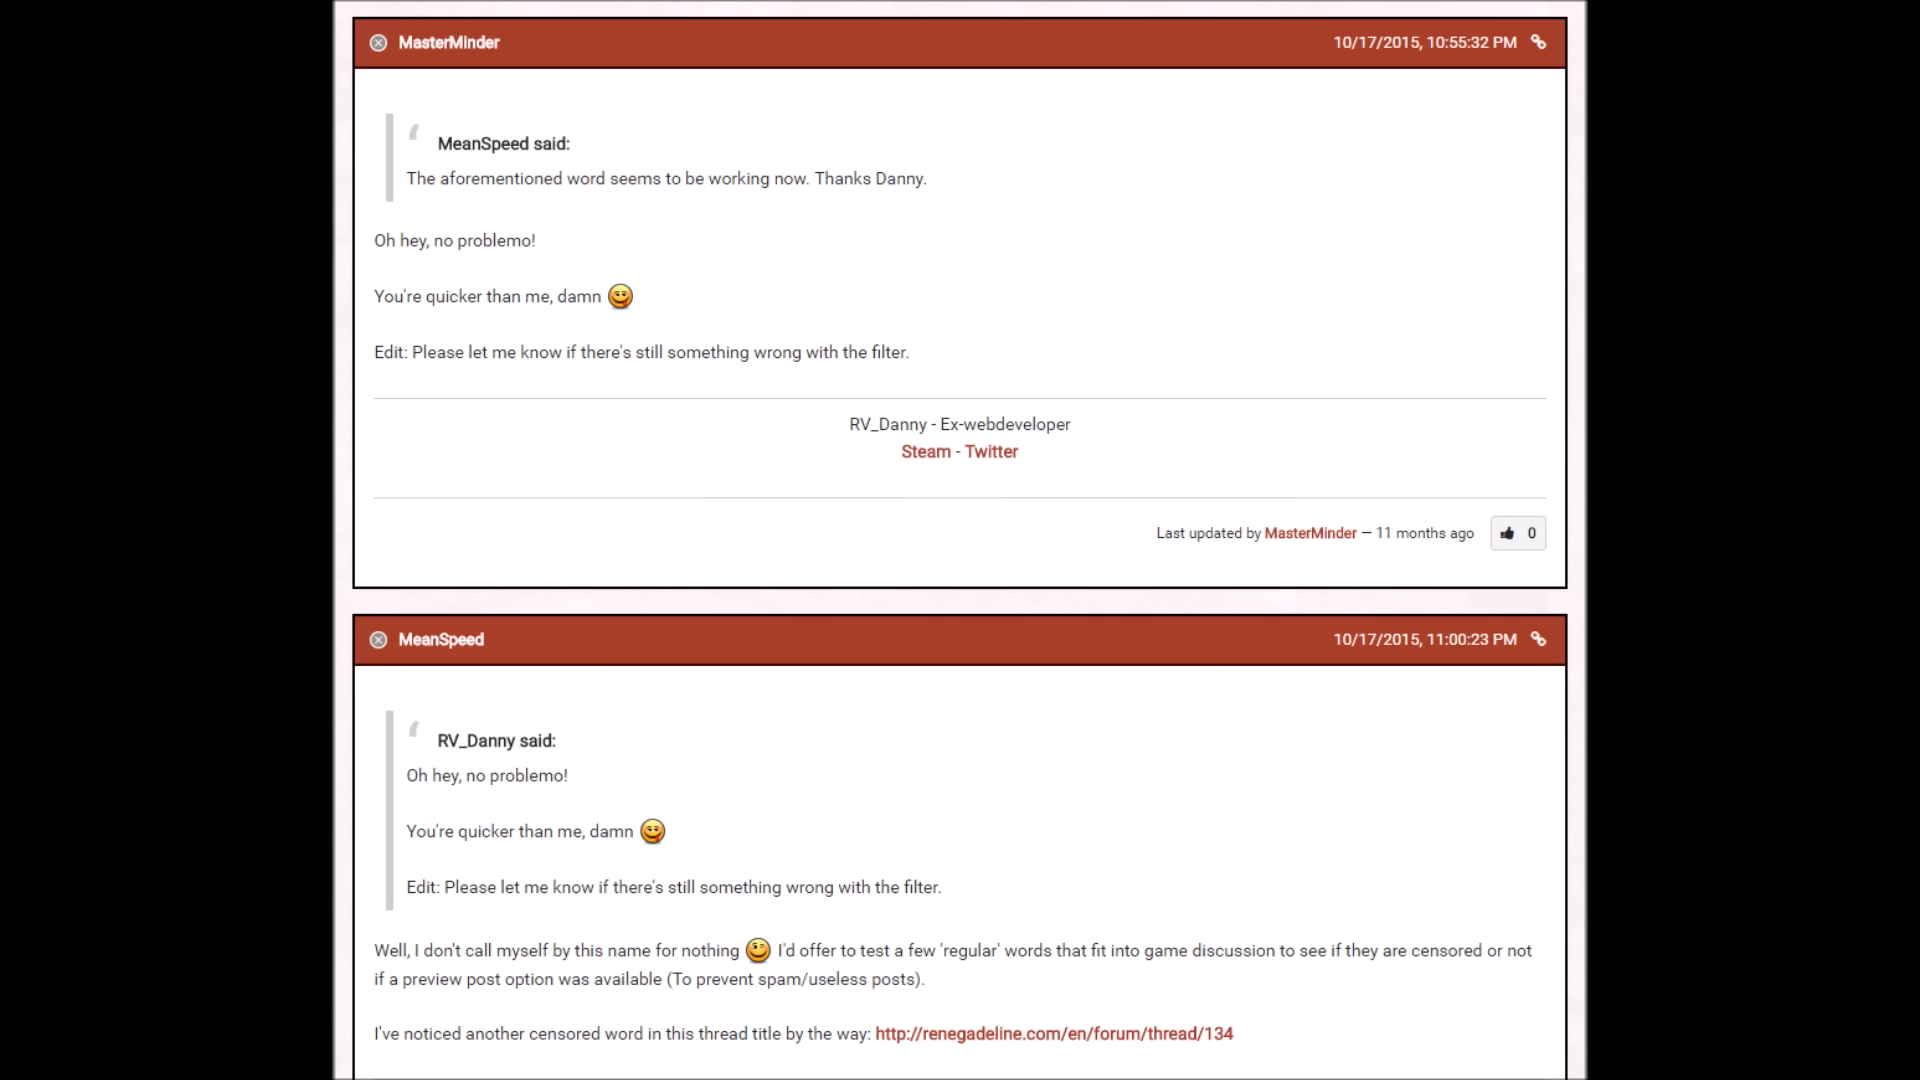 MasterMinder 10/17/2015, 10:55:32 PM
MeanSpeed said:
The aforementioned word seems to be working now. Thanks Danny.
Oh hey, no problemo!
You're quicker than me, damn
Edit: Please let me know if there's still something wrong with the filter.
RV_Danny - Ex-webdeveloper
Steam - Twitter
Last updated by MasterMinder — 11 months ago 0
MeanSpeed 10/17/2015, 11:00:23 PM
RV_Danny said:
Oh hey, no problemo!
You're quicker than me, damn
Edit: Please let me know if there's still something wrong with the filter.
Well, I don't call myself by this name for nothing I'd offer to test a few 'regular' words that fit into game discussion to see if they are censored or not
if a preview post option was available (To prevent spam/useless posts).
I've noticed another censored word in this thread title by the way: http://renegadeline.com/en/forum/thread/134